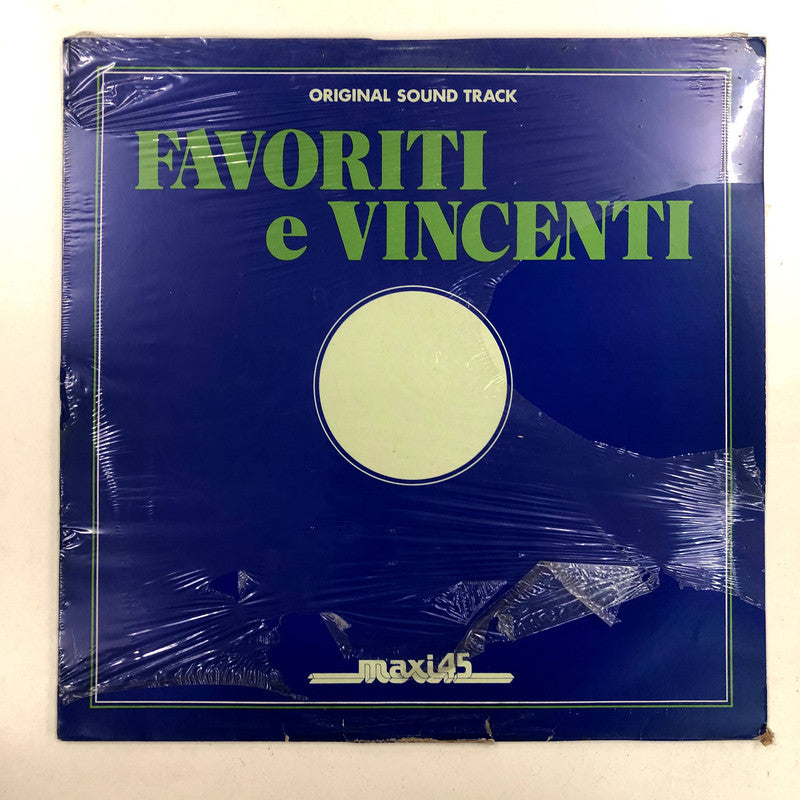 ORIGINAL SOUND TRACK
FAVORITI
e VINCENTI
maxi45